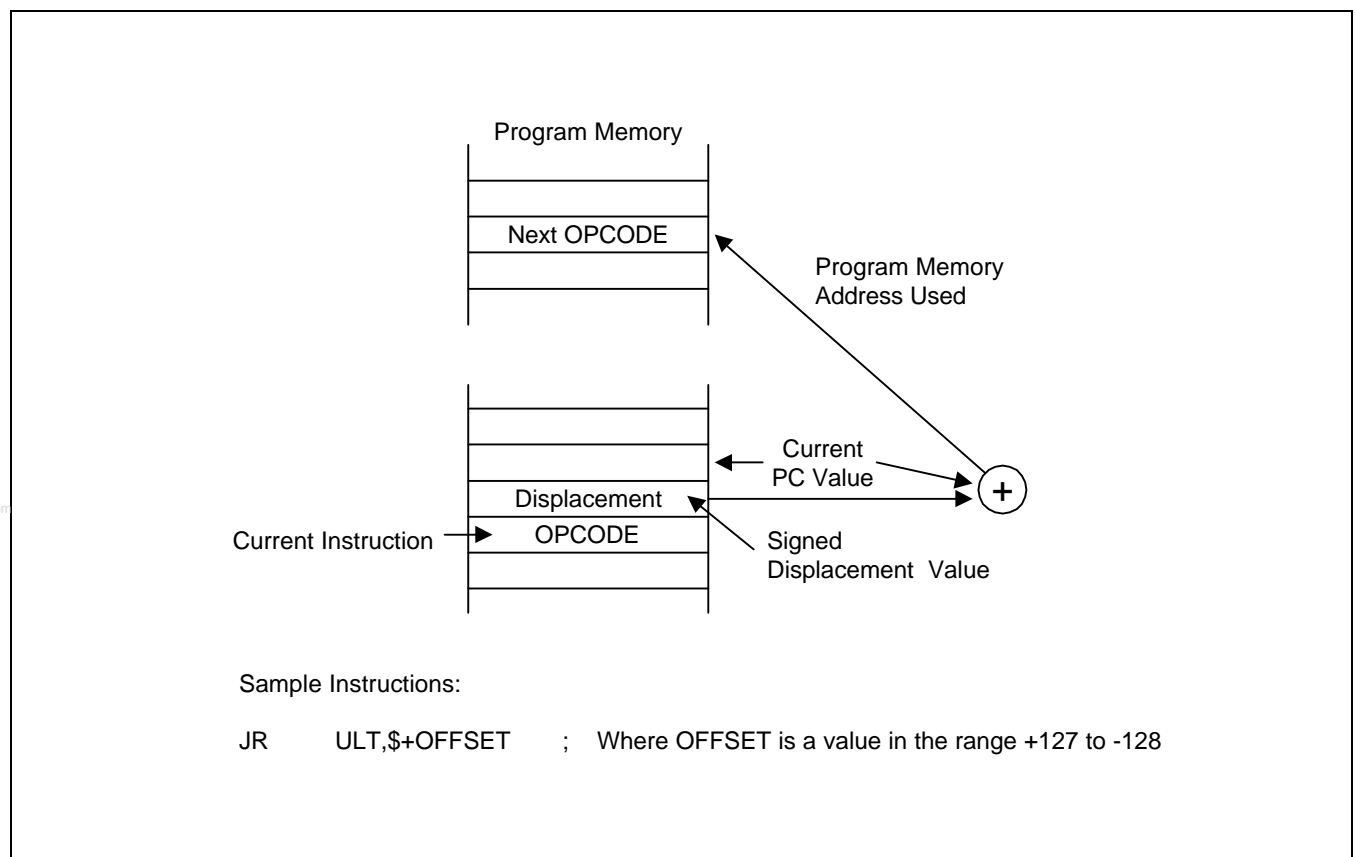 Program Memory
Next OPCODE
Program Memory
Address Used
Current
PC Value
+
Displacement
Current Instruction
OPCODE
Signed
Displacement Value
Sample Instructions:
JR ULT,$+OFFSET ; Where OFFSET is a value in the range +127 to -128